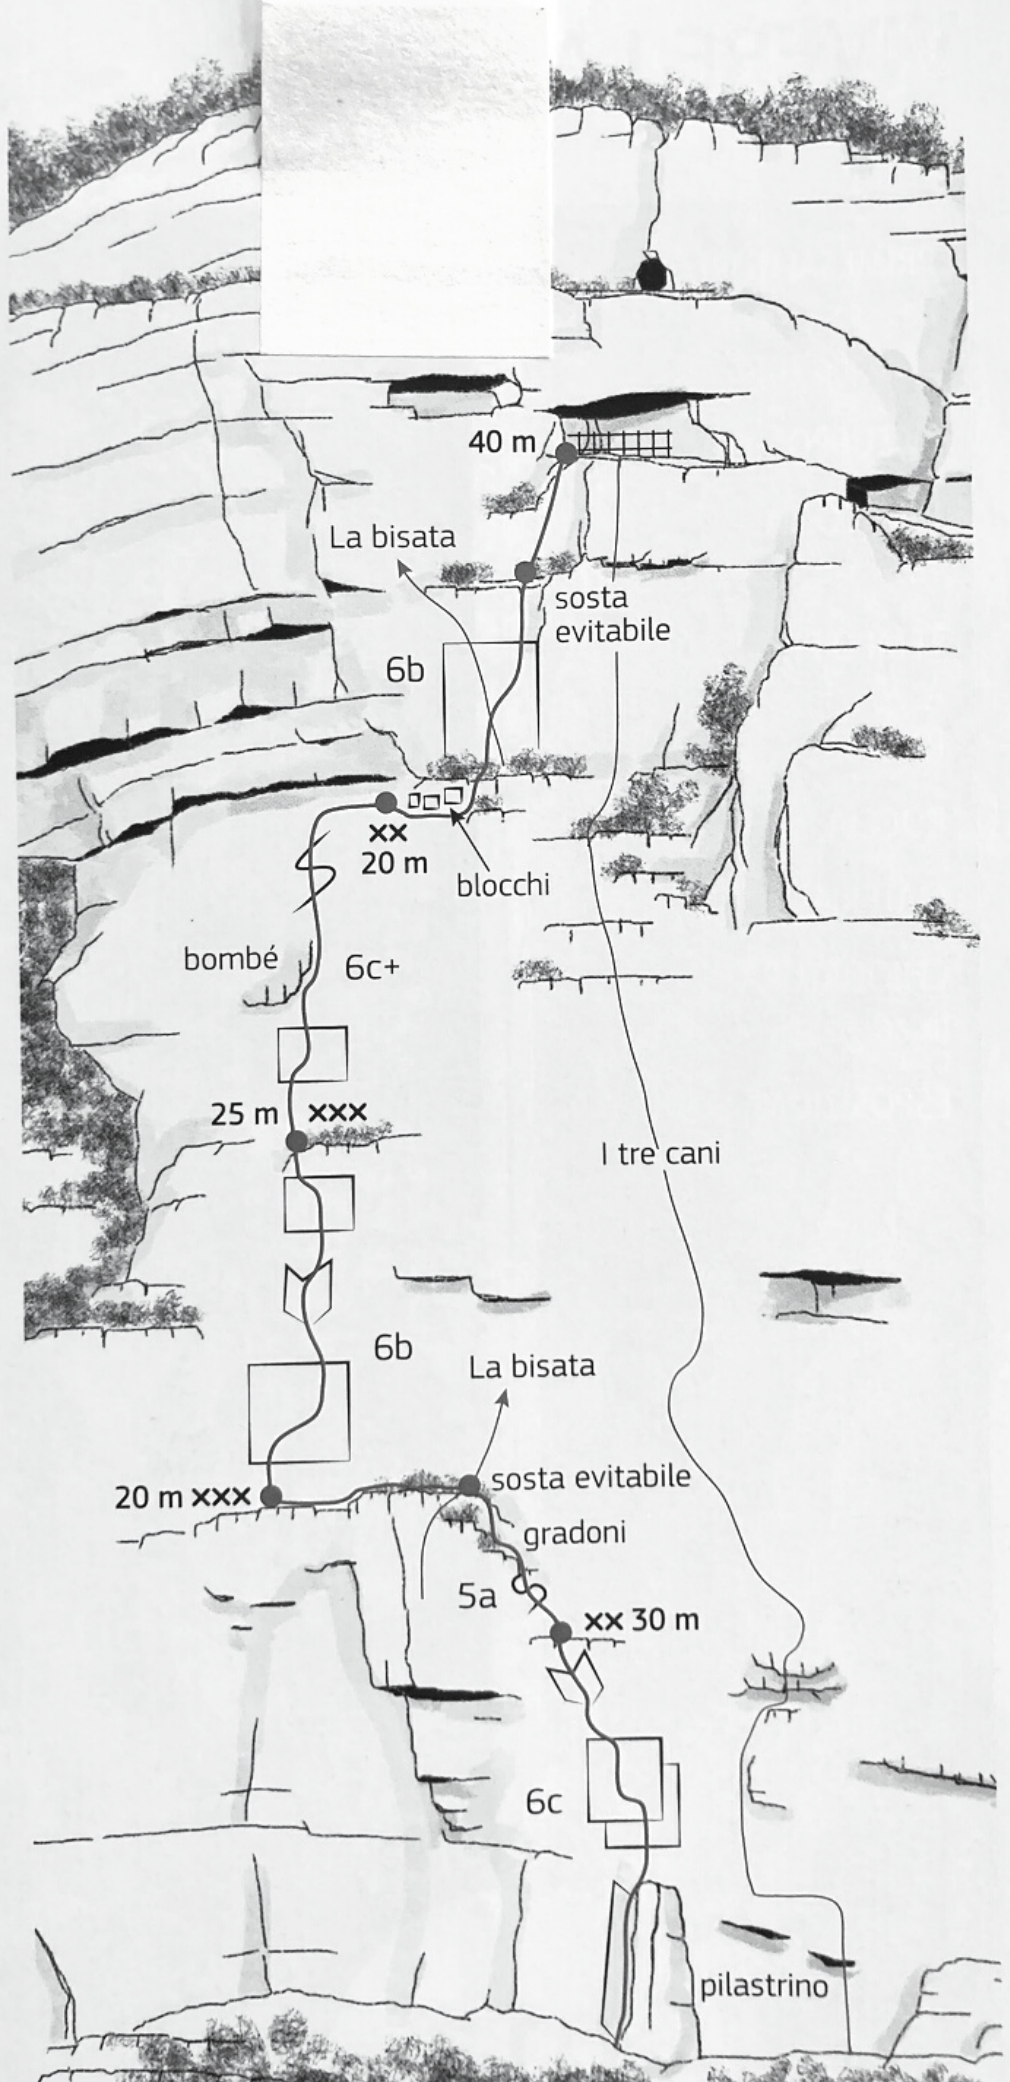 40 m
La bisata
sosta
evitabile
6b
xx
20 m
blocchi
bombé
6c+
25 m xxx
I tre cani
6b
La bisata
20 m xxx
sosta evitabile
gradoni
5a
xx 30 m
6c
pilastrino